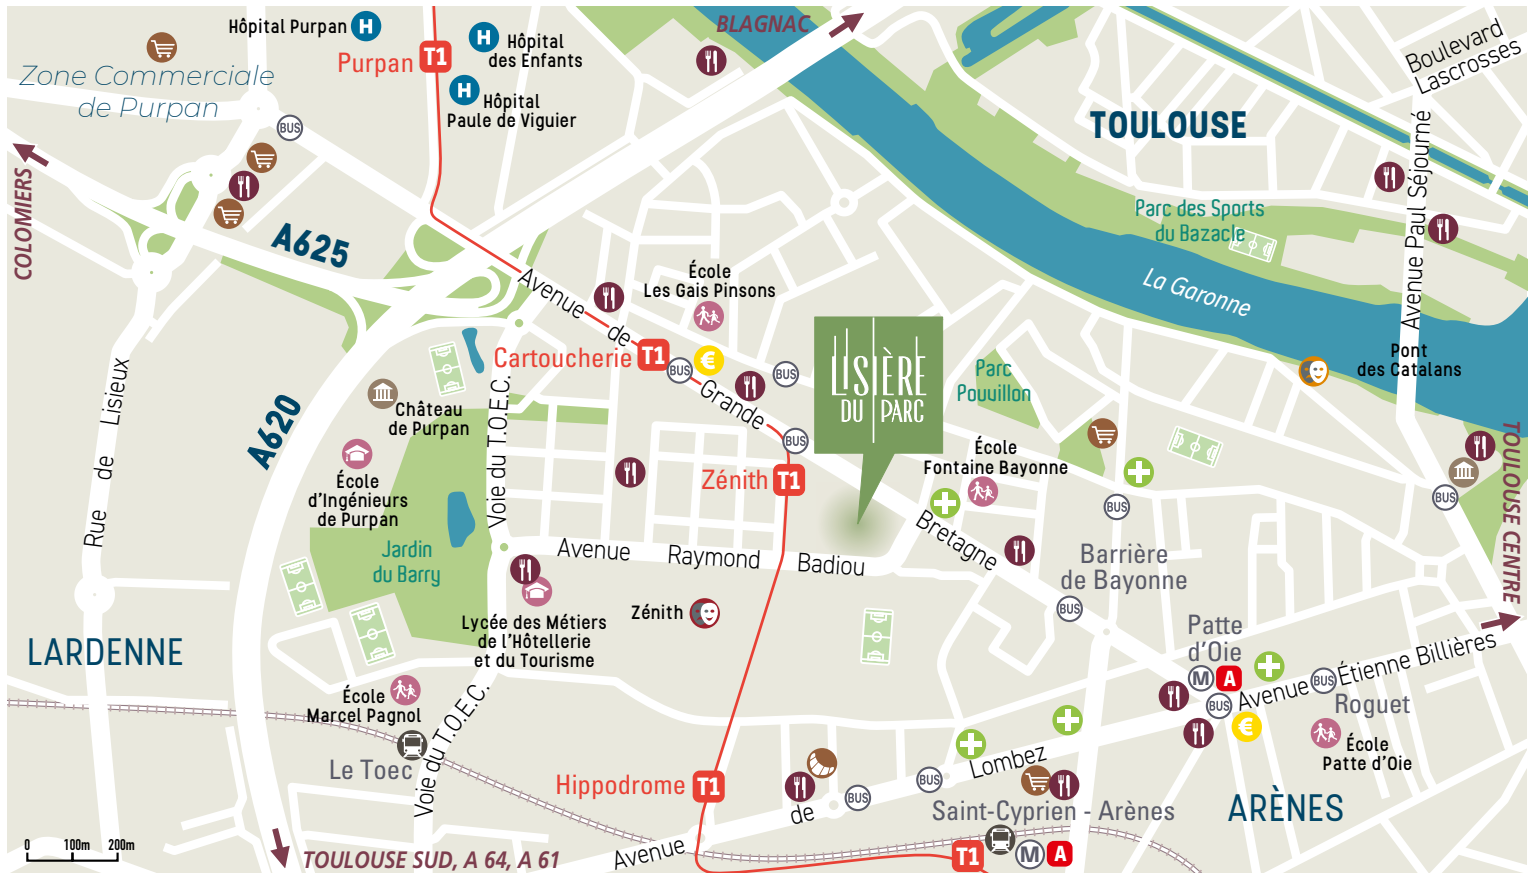 BLAGNAC
Hôpital Purpan
H
H
Hôpital
des Enfants
Purpan
T1
H
Hôpital
Paule de Viguier
Zone Commerciale
de Purpan
BUS
Boulevard
Lascrosses
TOULOUSE
Avenue Paul Séjourné
COLOMIERS
A625
Parc des Sports
du Bazacle
La Garonne
École
Les Gais Pinsons
Avenue
de
Grande
Bretagne
Cartoucherie
T1
BUS
€
BUS
BUS
LISIÈRE
DU PARC
Parc
Pouvillon
Pont
des Catalans
Rue de Lisieux
A620
Château
de Purpan
Voie du T.O.E.C.
École
d'Ingénieurs
de Purpan
Zénith
T1
École
Fontaine Bayonne
BUS
BUS
TOULOUSE CENTRE
Jardin
du Barry
Avenue Raymond Badiou
Barrière
de Bayonne
BUS
Lycée des Métiers
de l'Hôtellerie
et du Tourisme
Zénith
LARDENNE
Patte
d'Oie
M
A
BUS
BUS
Avenue
Étienne Billières
Roguet
€
École
Patte d'Oie
École
Marcel Pagnol
Le Toec
Voie du T.O.E.C.
Hippodrome
T1
Avenue
de
Lombez
BUS
BUS
Saint-Cyprien - Arènes
T1
M
A
ARÈNES
0 100m 200m
TOULOUSE SUD, A 64, A 61